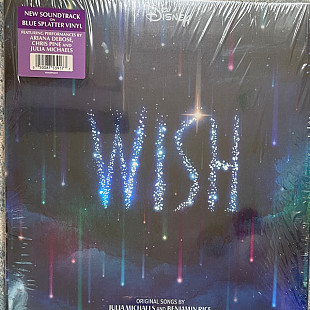 DISNEY
NEW SOUNDTRACK
BLUE SPLATTER VINYL
FEATURING PERFORMANCES BY
ARIANA DEBOSE,
CHRIS PINE AND
JULIA MICHAELS
WISH
ORIGINAL SONGS BY
JULIA MICHAELS AND BENJAMIN RICE